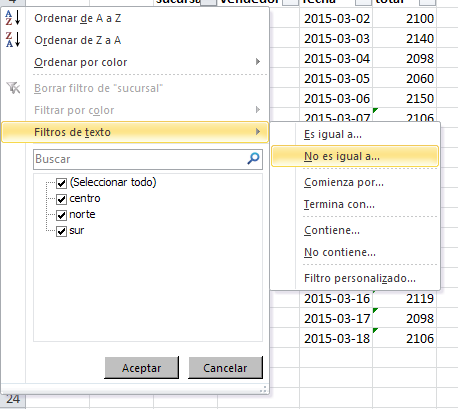 sucursal vendedor fecha total
Ordenar de A a Z 2015-03-02 2100
Ordenar de Z a A 2015-03-03 2140
Ordenar por color 2015-03-04 2098
2015-03-05 2060
Borrar filtro de "sucursal" 2015-03-06 2150
Filtrar por color 2015-03-07 2106
Filtros de texto Es igual a...
Buscar No es igual a...
(Seleccionar todo) Comienza por...
centro Termina con...
norte Contiene...
sur No contiene...
Filtro personalizado...
2015-03-16 2119
2015-03-17 2098
2015-03-18 2106
Aceptar Cancelar
24